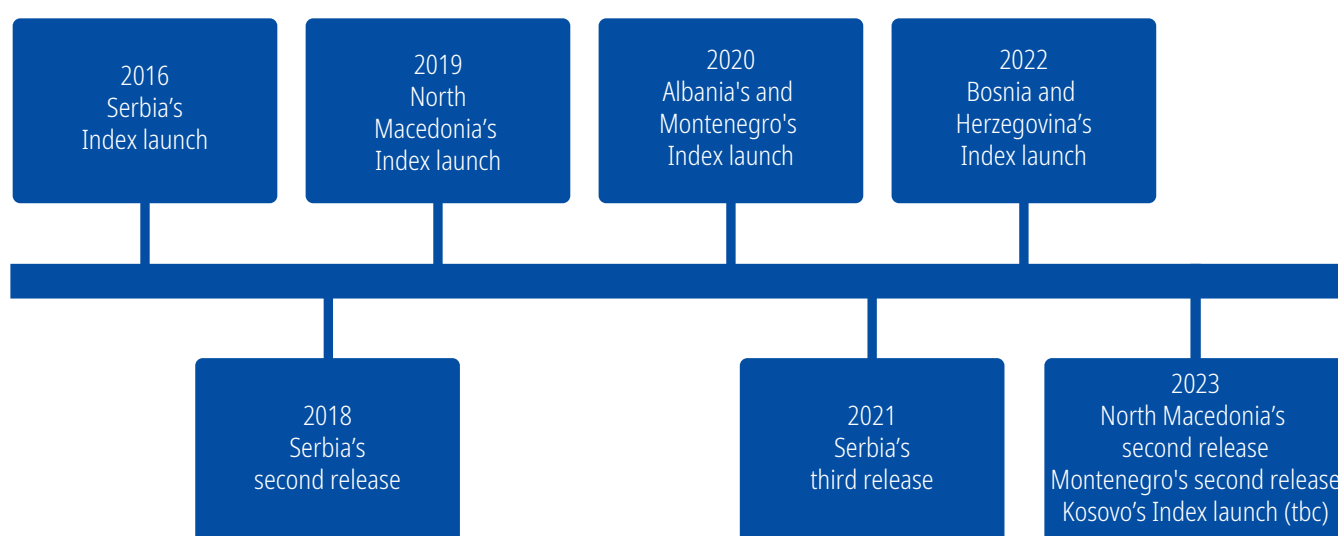 2016
Serbia’s
Index launch
2019
North
Macedonia’s
Index launch
2020
Albania's and
Montenegro's
Index launch
2022
Bosnia and
Herzegovina’s
Index launch
2018
Serbia’s
second release
2021
Serbia’s
third release
2023
North Macedonia’s
second release
Montenegro's second release
Kosovo’s Index launch (tbc)